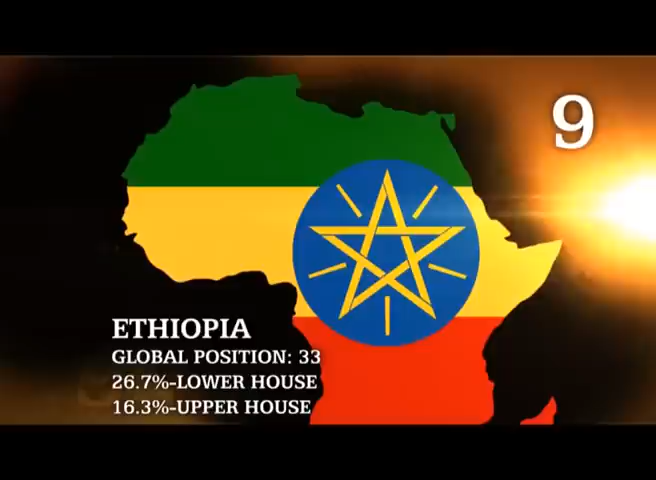 9
ETHIOPIA
GLOBAL POSITION: 33
26.7%-LOWER HOUSE
16.3%-UPPER HOUSE